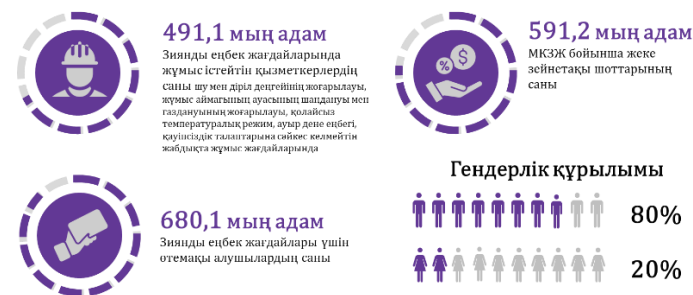 491,1 мың адам
Зиянды еңбек жағдайларында
жұмыс істейтін қызметкерлердің
саны шу мен діріл деңгейінің жоғарылауы,
жұмыс аймағының ауасының шаңдануы мен
газдануының жоғарылауы, қолайсыз
температуралық режим, ауыр дене еңбегі,
қауіпсіздік талаптарына сәйкес келмейтін
жабдықта жұмыс жағдайларында
680,1 мың адам
Зиянды еңбек жағдайлары үшін
өтемақы алушылардың саны
591,2 мың адам
МКЗЖ бойынша жеке
зейнетақы шоттарының
саны
%
$
Гендерлік құрылымы
80%
20%